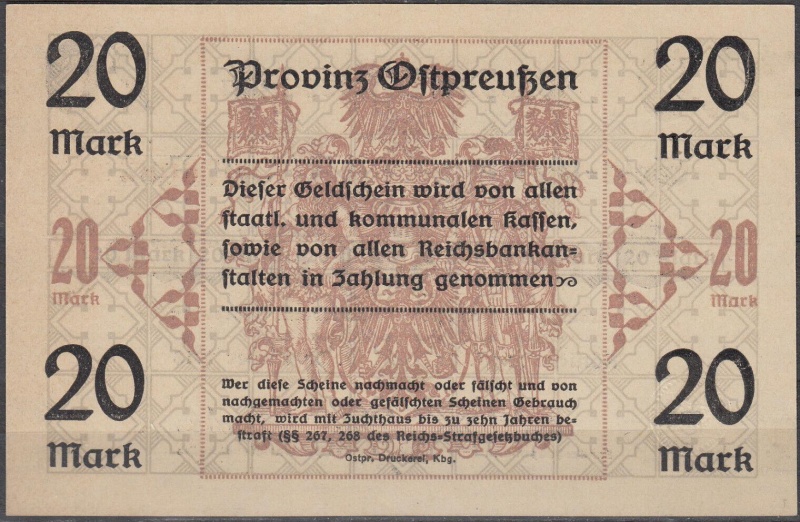 20
Mark
Provinz Ostpreußen
20
Mark
Dieser Geldschein wird von allen
staatl. und kommunalen Kassen,
sowie von allen Reichsbankan-
stalten in Zahlung genommen
20
Mark
20
Mark
20
Mark
Wer diese Scheine nachmacht oder fälscht und von
nachgemachten oder gefälschten Scheinen Gebrauch
macht, wird mit Zuchthaus bis zu zehn Jahren be-
straft (§§ 267, 268 des Reichs-Strafgesetzbuches)
Ostpr. Druckerei, Kbg.
20
Mark